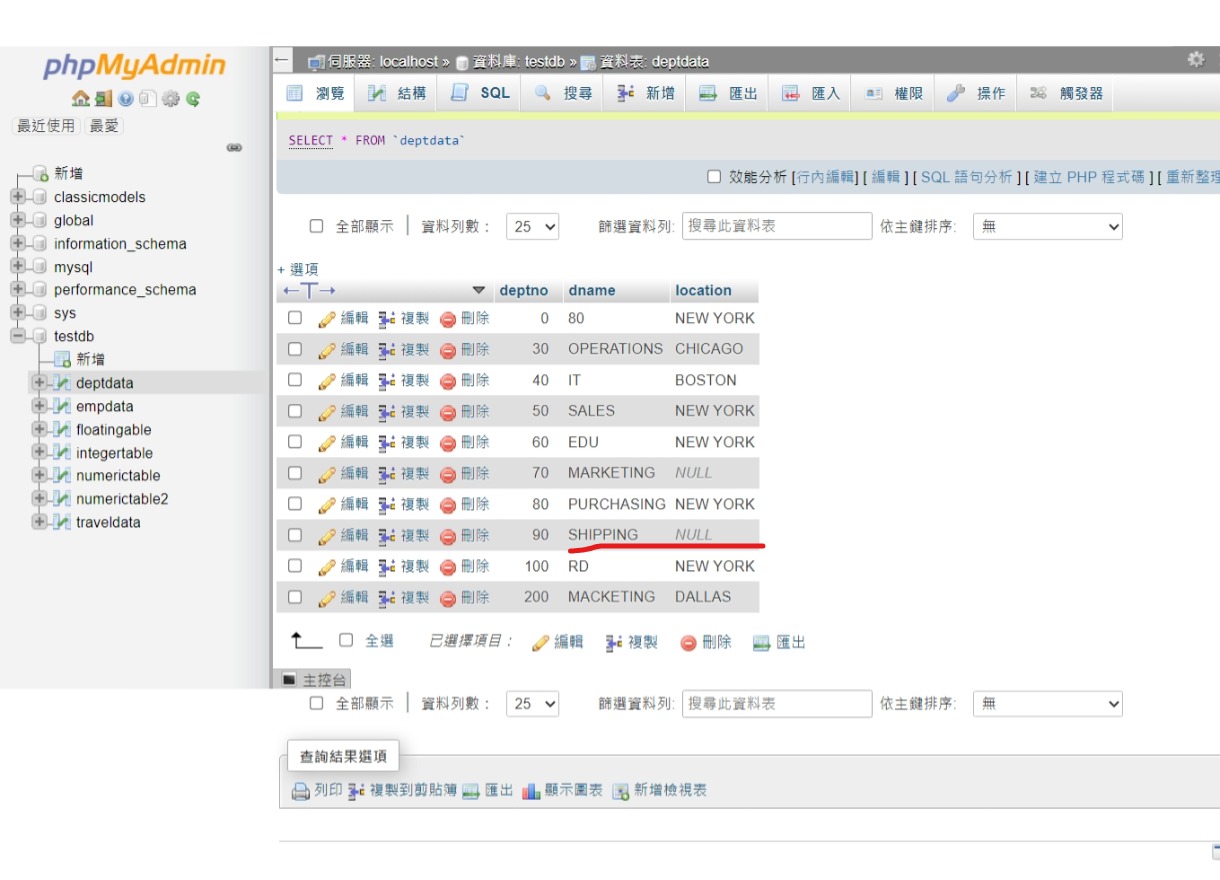 phpMyAdmin
最近使用 最愛
新增
classicmodels
global
information_schema
mysql
performance_schema
sys
testdb
新增
deptdata
empdata
floatingable
integertable
numerictable
numerictable2
traveldata
伺服器: localhost » 資料庫: testdb » 資料表: deptdata
瀏覽 結構 SQL 搜尋 新增 匯出 匯入 權限 操作 觸發器
SELECT * FROM `deptdata`
效能分析 [行內編輯] [ 編輯 ] [ SQL 語句分析 ] [ 建立 PHP 程式碼 ] [ 重新整理
全部顯示 | 資料列數： 25 篩選資料列: 搜尋此資料表 依主鍵排序: 無
+ 選項
←T→ deptno dname location
編輯 複製 刪除 0 80 NEW YORK
編輯 複製 刪除 30 OPERATIONS CHICAGO
編輯 複製 刪除 40 IT BOSTON
編輯 複製 刪除 50 SALES NEW YORK
編輯 複製 刪除 60 EDU NEW YORK
編輯 複製 刪除 70 MARKETING NULL
編輯 複製 刪除 80 PURCHASING NEW YORK
編輯 複製 刪除 90 SHIPPING NULL
編輯 複製 刪除 100 RD NEW YORK
編輯 複製 刪除 200 MACKETING DALLAS
全選 已選擇項目： 編輯 複製 刪除 匯出
主控台
全部顯示 | 資料列數： 25 篩選資料列: 搜尋此資料表 依主鍵排序: 無
查詢結果選項
列印 複製到剪貼簿 匯出 顯示圖表 新增檢視表